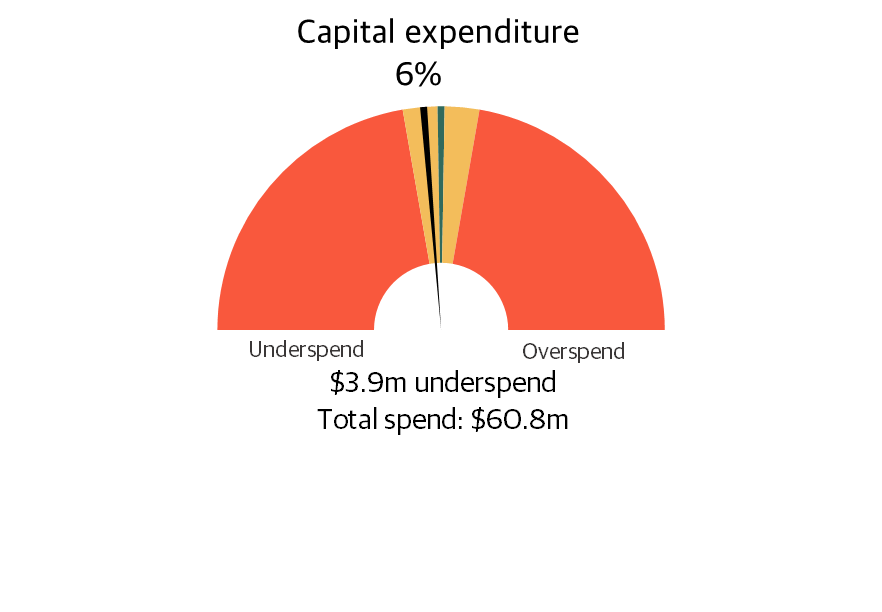 Capital expenditure
6%
Underspend
Overspend
$3.9m underspend
Total spend: $60.8m